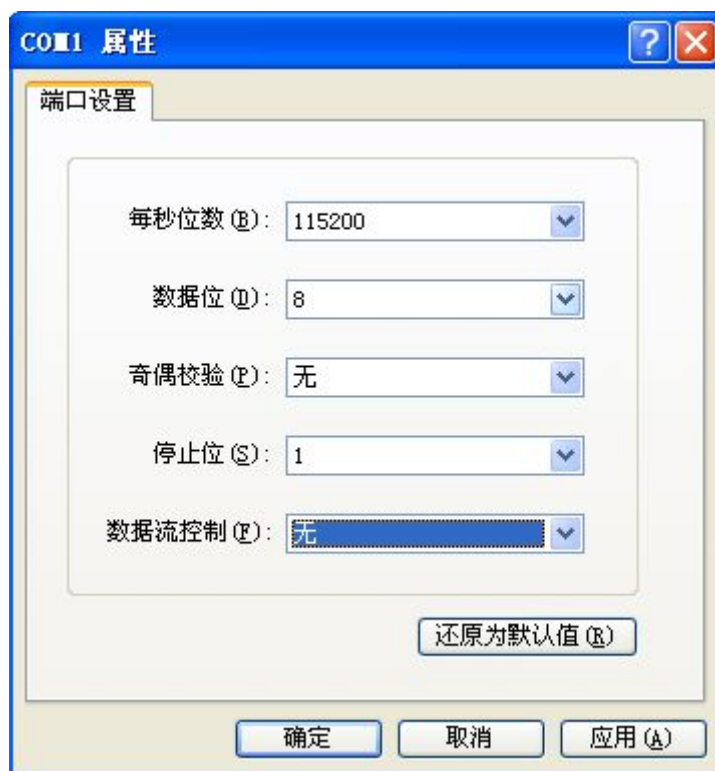 COM1 属性
端口设置
每秒位数(B): 115200
数据位(D): 8
奇偶校验(P): 无
停止位(S): 1
数据流控制(F): 无
还原为默认值(R)
确定 取消 应用(A)